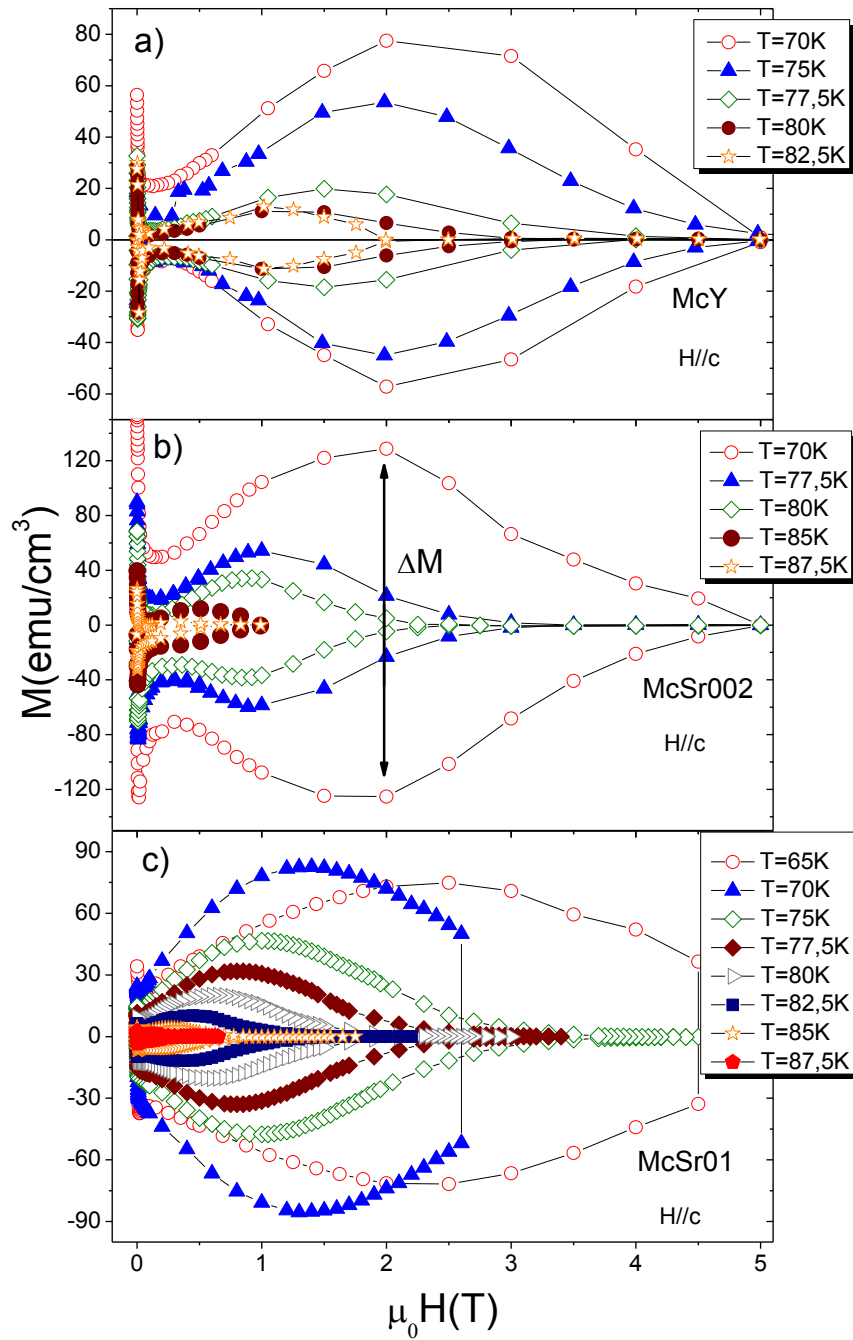 a)
T=70K
T=75K
T=77,5K
T=80K
T=82,5K
80
60
40
20
0
-20
-40
-60
McY
H//c
b)
T=70K
T=77,5K
T=80K
T=85K
T=87,5K
120
80
40
0
-40
-80
-120
ΔM
McSr002
H//c
M(emu/cm³)
c)
T=65K
T=70K
T=75K
T=77,5K
T=80K
T=82,5K
T=85K
T=87,5K
90
60
30
0
-30
-60
-90
McSr01
H//c
0 1 2 3 4 5
μ₀H(T)